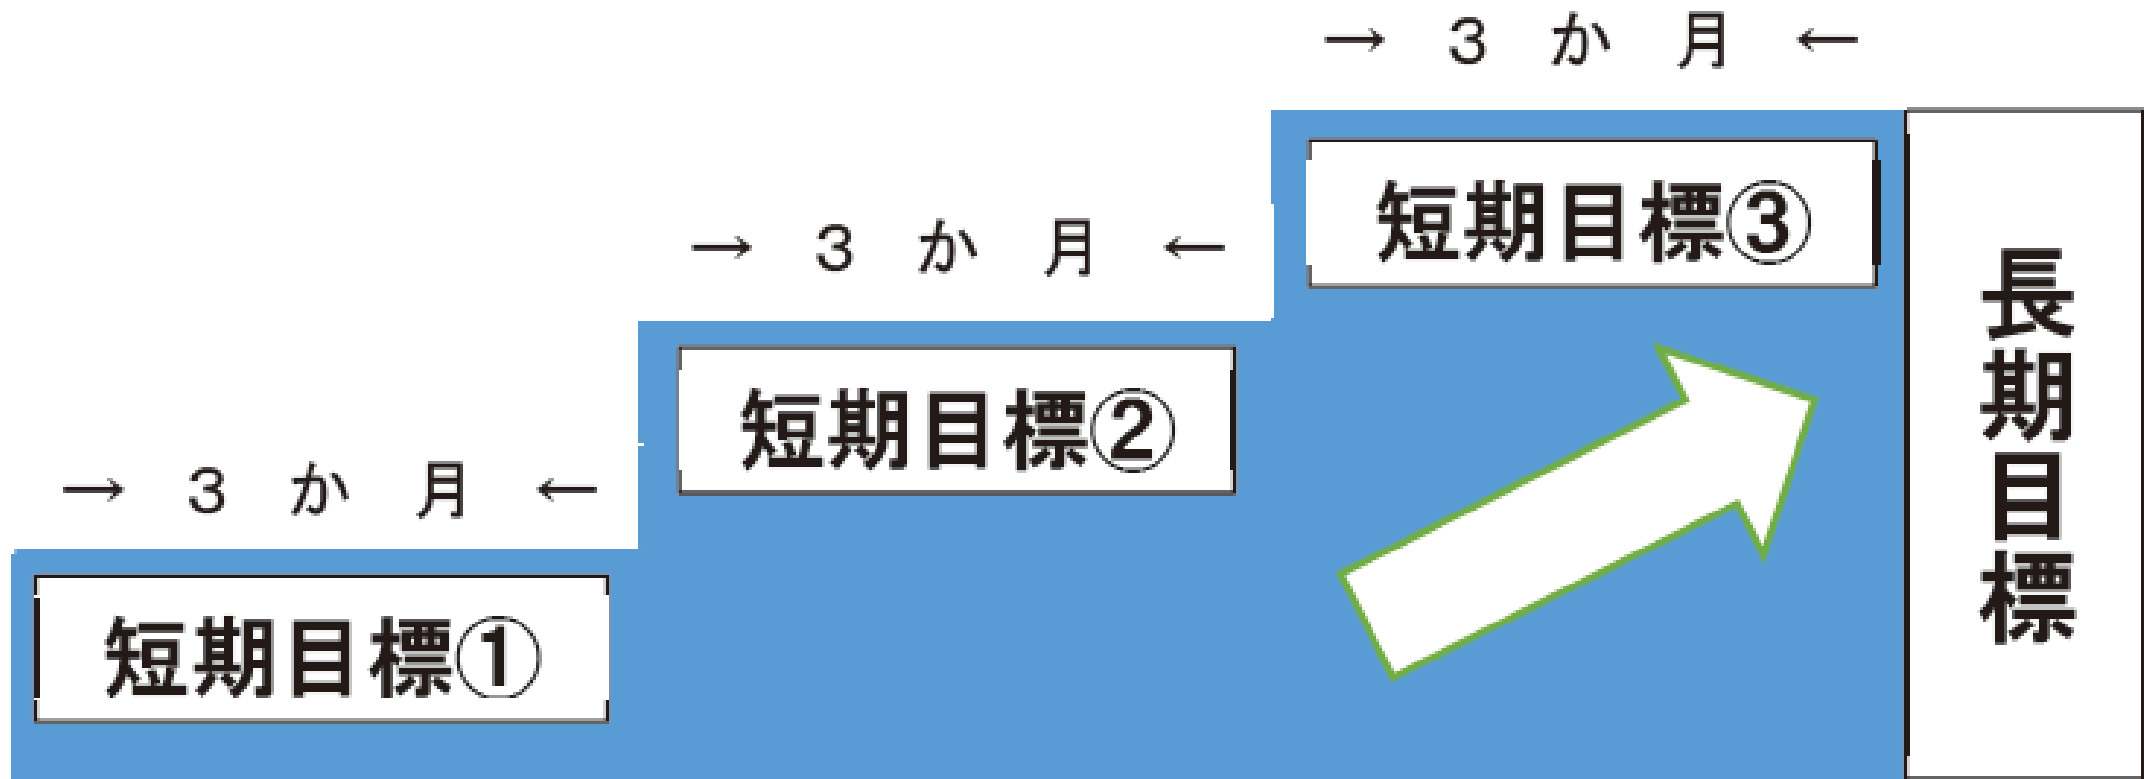 → 3 か 月 ←
短期目標③
→ 3 か 月 ←
短期目標②
→ 3 か 月 ←
短期目標①
長期目標